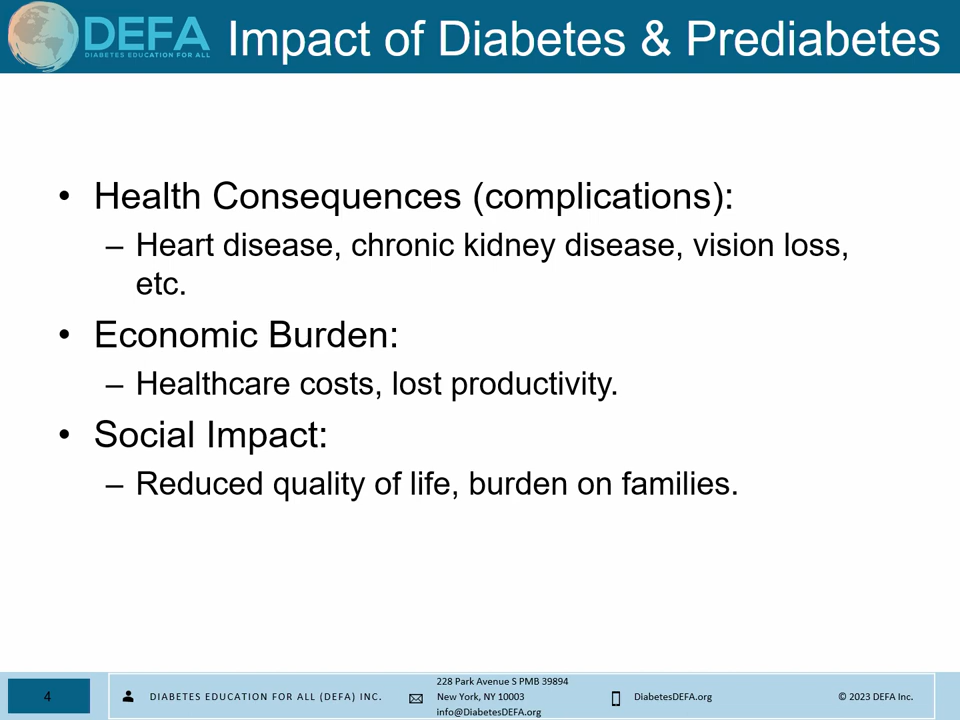 DEFA
DIABETES EDUCATION FOR ALL
Impact of Diabetes & Prediabetes
• Health Consequences (complications):
– Heart disease, chronic kidney disease, vision loss,
etc.
• Economic Burden:
– Healthcare costs, lost productivity.
• Social Impact:
– Reduced quality of life, burden on families.
4
DIABETES EDUCATION FOR ALL (DEFA) INC.
228 Park Avenue S PMB 39894
New York, NY 10003
info@DiabetesDEFA.org
DiabetesDEFA.org
© 2023 DEFA Inc.